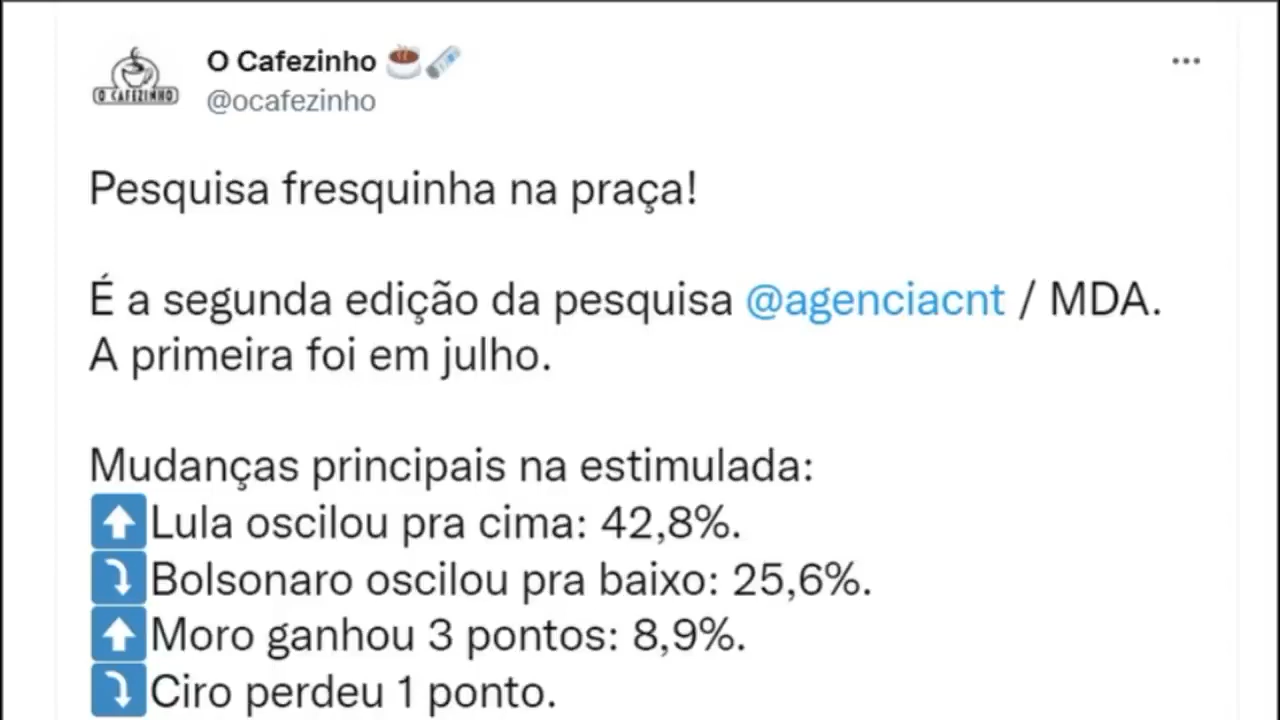 O Cafezinho ☕🗞️
@ocafezinho
O CAFEZINHO
Pesquisa fresquinha na praça!
É a segunda edição da pesquisa @agenciacnt / MDA.
A primeira foi em julho.
Mudanças principais na estimulada:
⬆️Lula oscilou pra cima: 42,8%.
⤵️Bolsonaro oscilou pra baixo: 25,6%.
⬆️Moro ganhou 3 pontos: 8,9%.
⤵️Ciro perdeu 1 ponto.